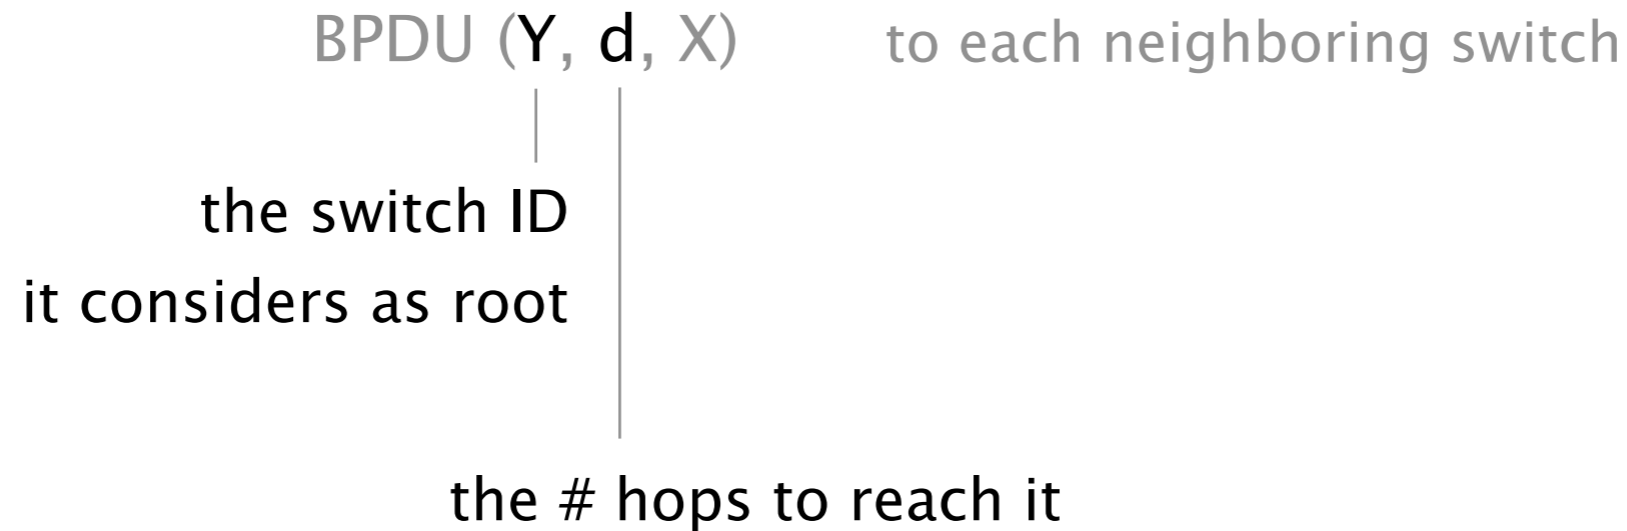 BPDU (Y, d, X) to each neighboring switch
the switch ID
it considers as root
the # hops to reach it